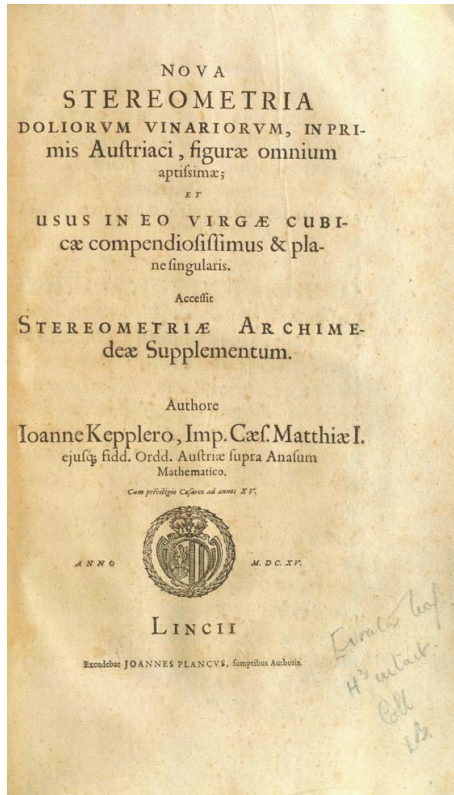 NOVA
STEREOMETRIA
DOLIORVM VINARIORVM, IN PRI-
mis Auſtriaci, figuræ omnium
aptiſsimæ;
ET
USUS IN EO VIRGÆ CUBI-
cæ compendioſiſſimus & pla-
ne ſingularis.
Acceſſit
STEREOMETRIÆ ARCHIME-
deæ Supplementum.
Authore
Ioanne Kepplero, Imp. Cæſ. Matthiæ I.
ejuſq; fidd. Ordd. Auſtriæ ſupra Anaſum
Mathematico.
Cum privilegio Cæſareo ad annos XV.
ANNO M. DC. XV.
LINCII
Excudebat JOANNES PLANCVS, ſumptibus Authoris.